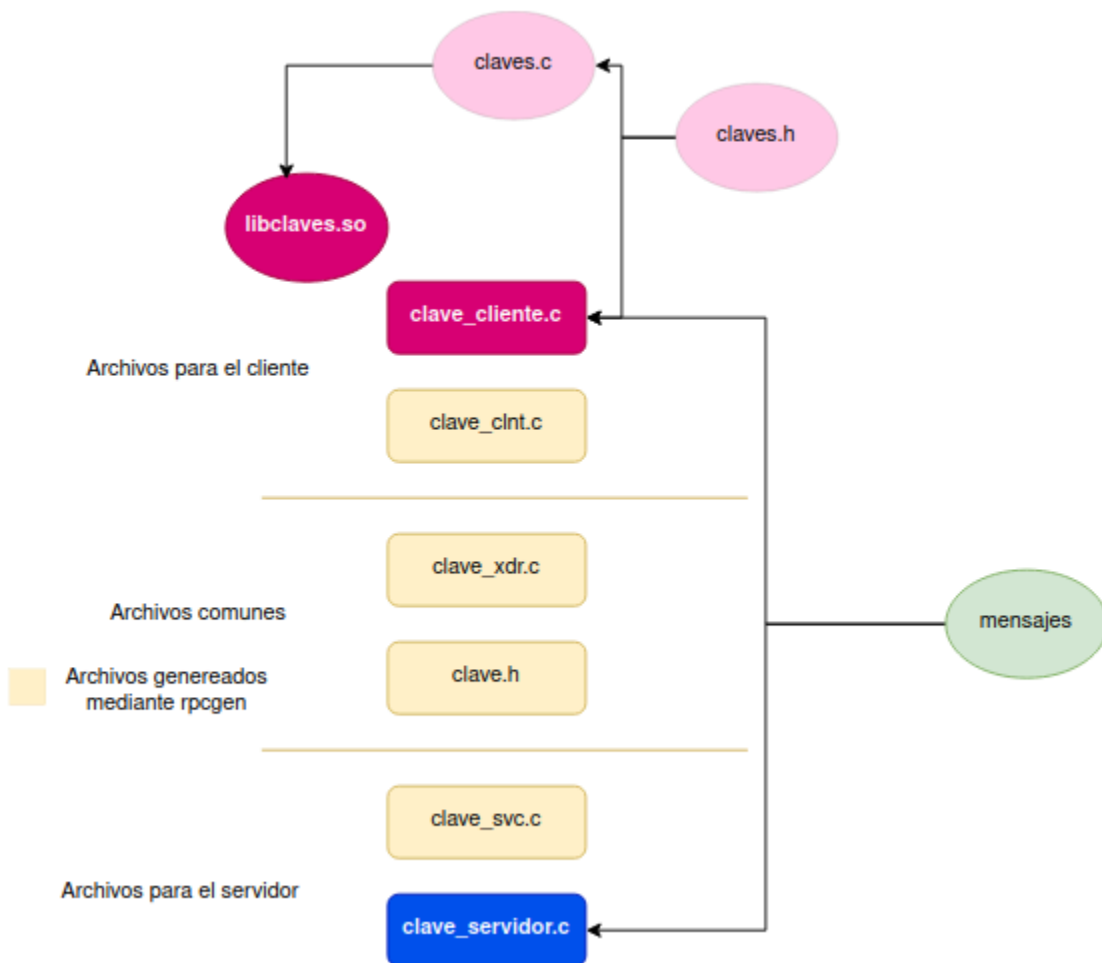 claves.c
claves.h
libclaves.so
clave_cliente.c
Archivos para el cliente
clave_clnt.c
clave_xdr.c
Archivos comunes
mensajes
clave.h
Archivos genereados
mediante rpcgen
clave_svc.c
Archivos para el servidor
clave_servidor.c